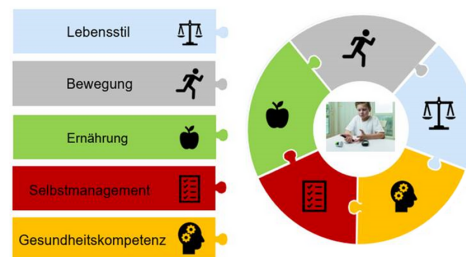 Lebensstil
Bewegung
Ernährung
Selbstmanagement
Gesundheitskompetenz